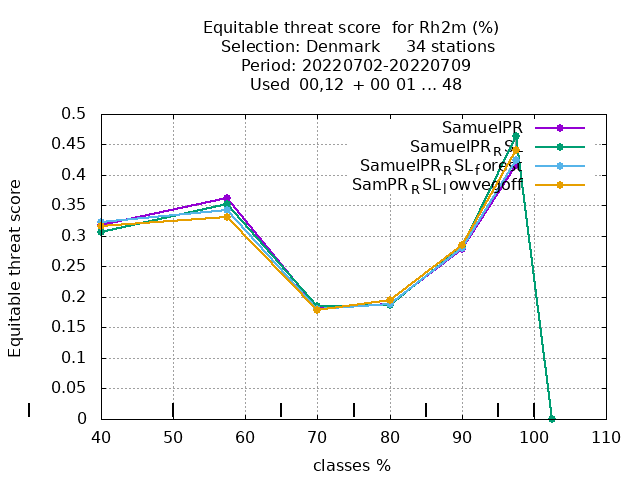 Equitable threat score  for Rh2m (%)
Selection: Denmark     34 stations
Period: 20220702-20220709
Used  00,12  + 00 01 ... 48
SamuelPR
SamuelPR_RSL
SamuelPR_RSL_forest
SamPR_RSL_lowvegoff
Equitable threat score
0.5
0.45
0.4
0.35
0.3
0.25
0.2
0.15
0.1
0.05
0
40 50 60 70 80 90 100 110
classes %